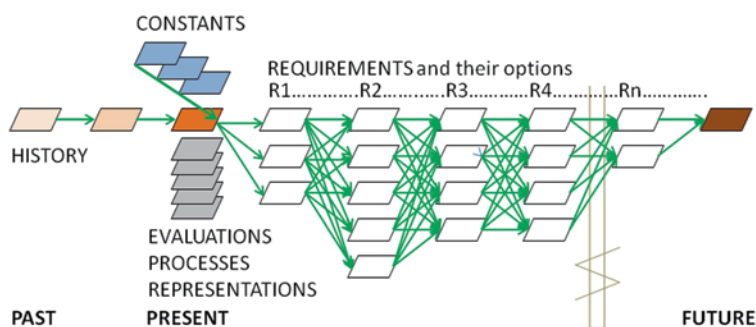 CONSTANTS
REQUIREMENTS and their options
R1............R2...........R3............R4............Rn............
HISTORY
EVALUATIONS
PROCESSES
REPRESENTATIONS
PAST PRESENT FUTURE